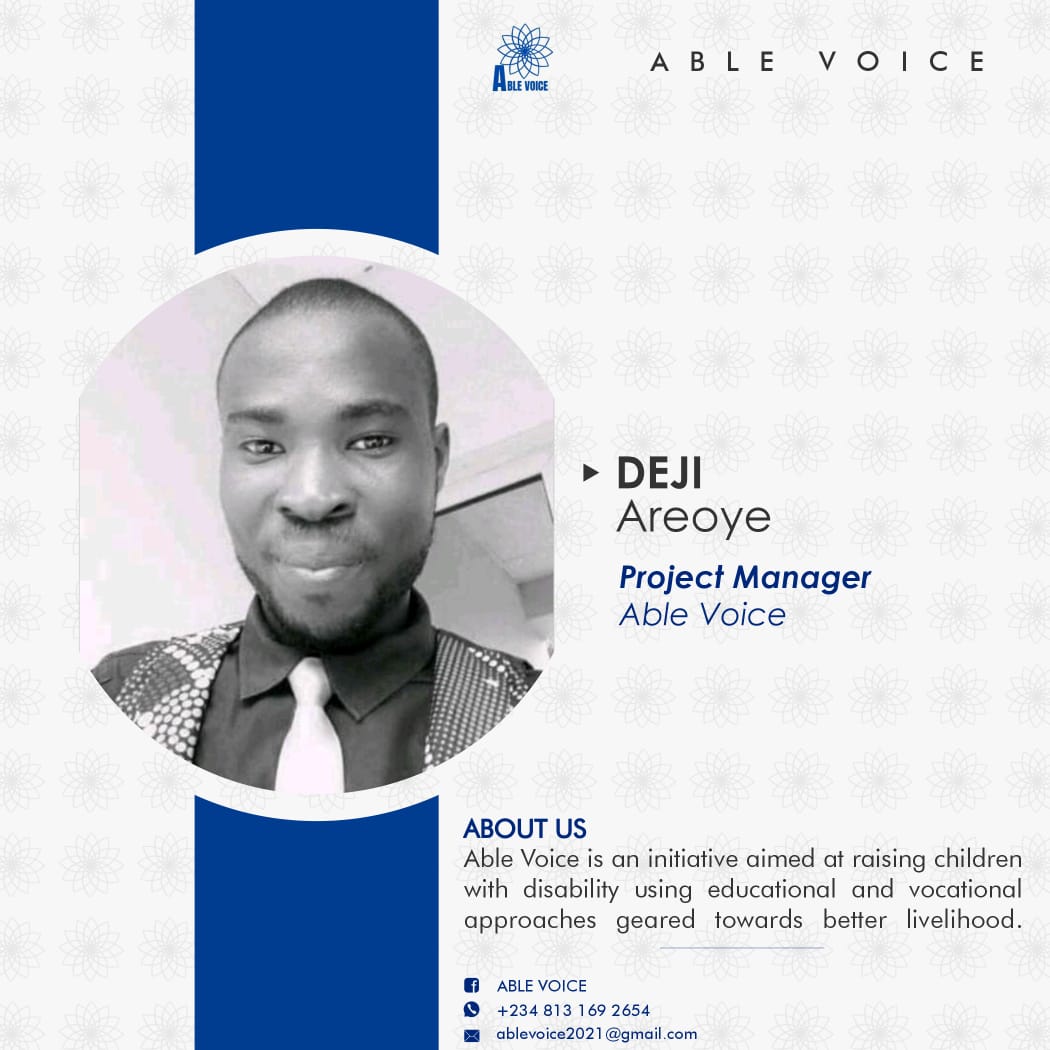 ABLE VOICE
ABLE VOICE
DEJI
Areoye
Project Manager
Able Voice
ABOUT US
Able Voice is an initiative aimed at raising children
with disability using educational and vocational
approaches geared towards better livelihood.
ABLE VOICE
+234 813 169 2654
ablevoice2021@gmail.com